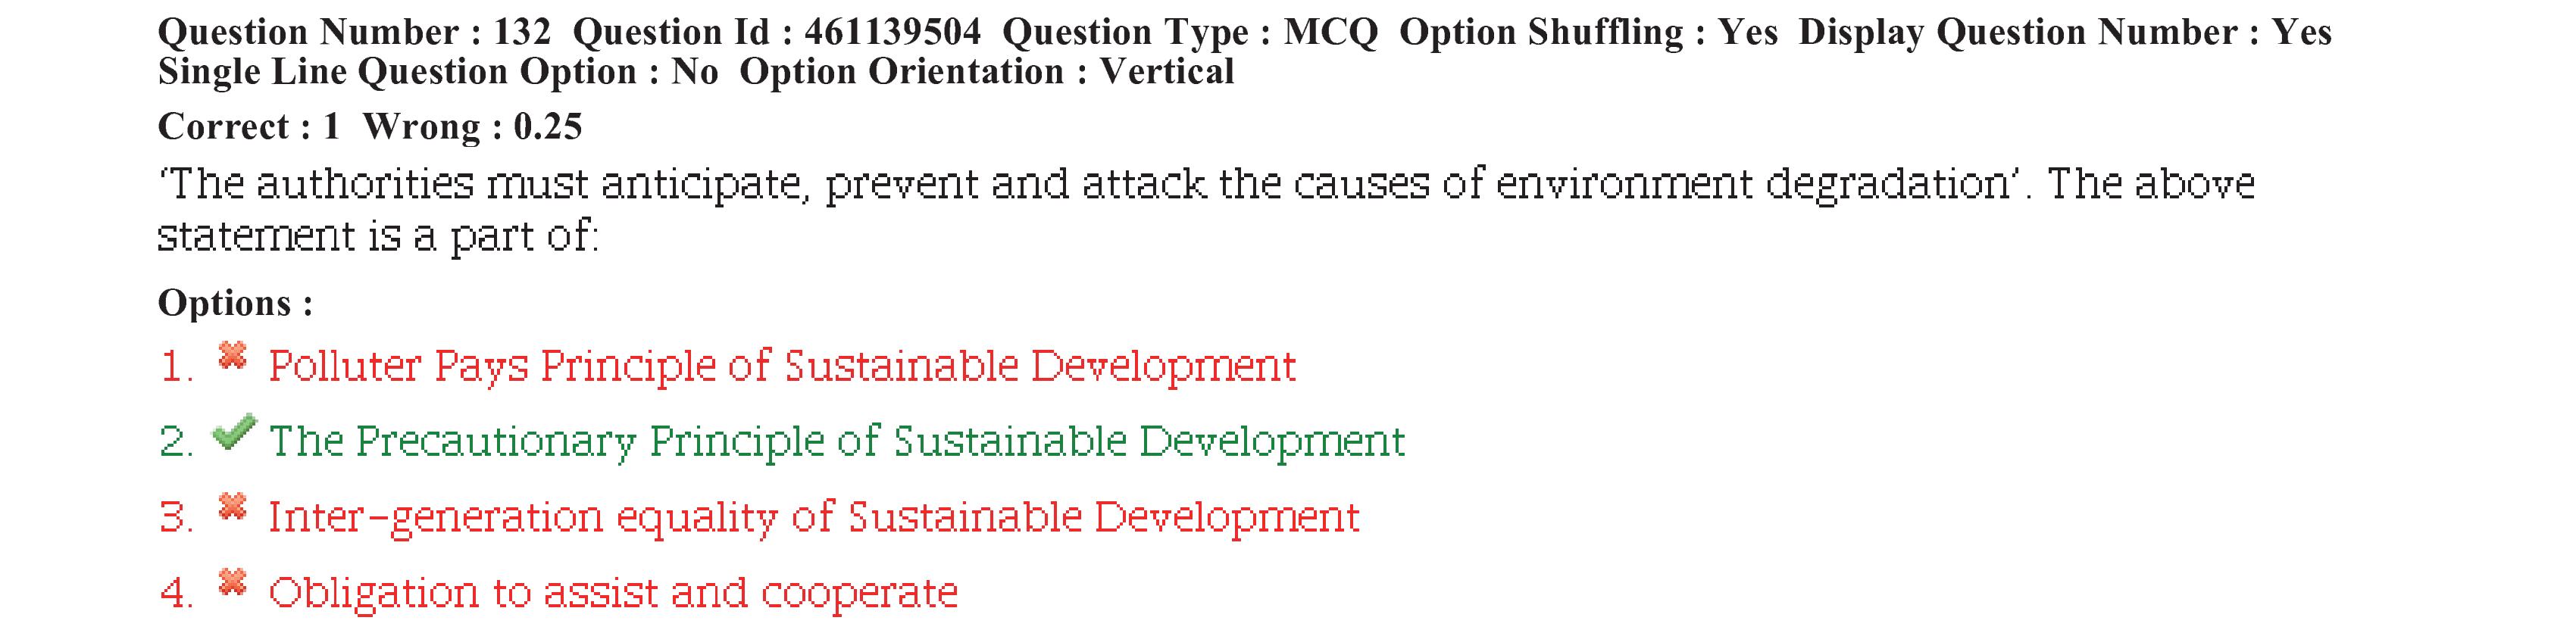 Question Number : 132 Question Id : 461139504 Question Type : MCQ Option Shuffling : Yes Display Question Number : Yes
Single Line Question Option : No Option Orientation : Vertical
Correct : 1 Wrong : 0.25
‘The authorities must anticipate, prevent and attack the causes of environment degradation’. The above
statement is a part of:
Options :
1. Polluter Pays Principle of Sustainable Development
2. The Precautionary Principle of Sustainable Development
3. Inter-generation equality of Sustainable Development
4. Obligation to assist and cooperate